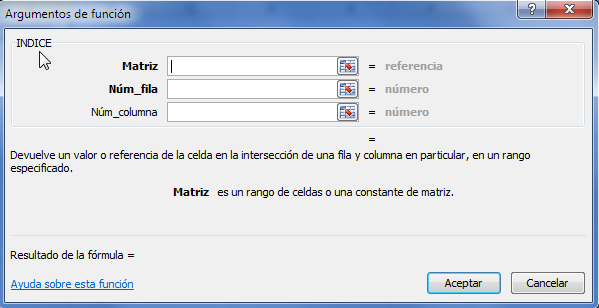 Argumentos de función
INDICE
Matriz = referencia
Núm_fila = número
Núm_columna = número
=
Devuelve un valor o referencia de la celda en la intersección de una fila y columna en particular, en un rango
especificado.
Matriz es un rango de celdas o una constante de matriz.
Resultado de la fórmula =
Ayuda sobre esta función
Aceptar
Cancelar